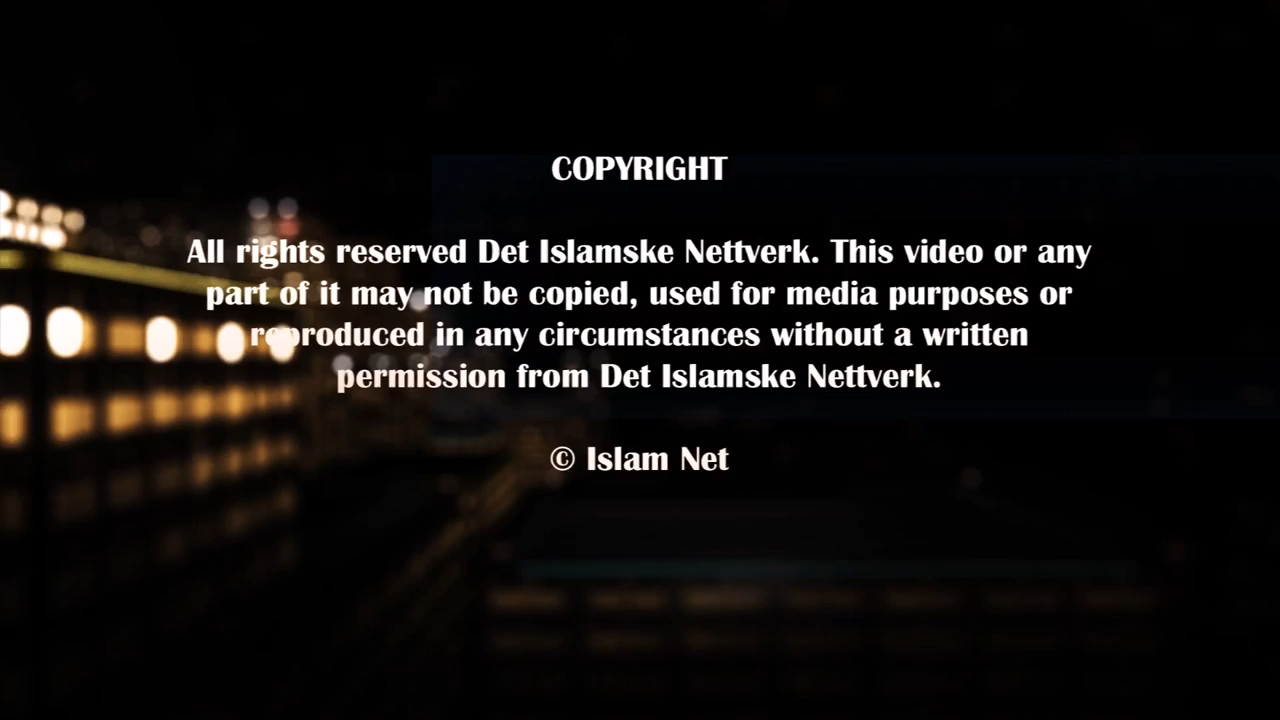 COPYRIGHT
All rights reserved Det Islamske Nettverk. This video or any
part of it may not be copied, used for media purposes or
reproduced in any circumstances without a written
permission from Det Islamske Nettverk.
© Islam Net